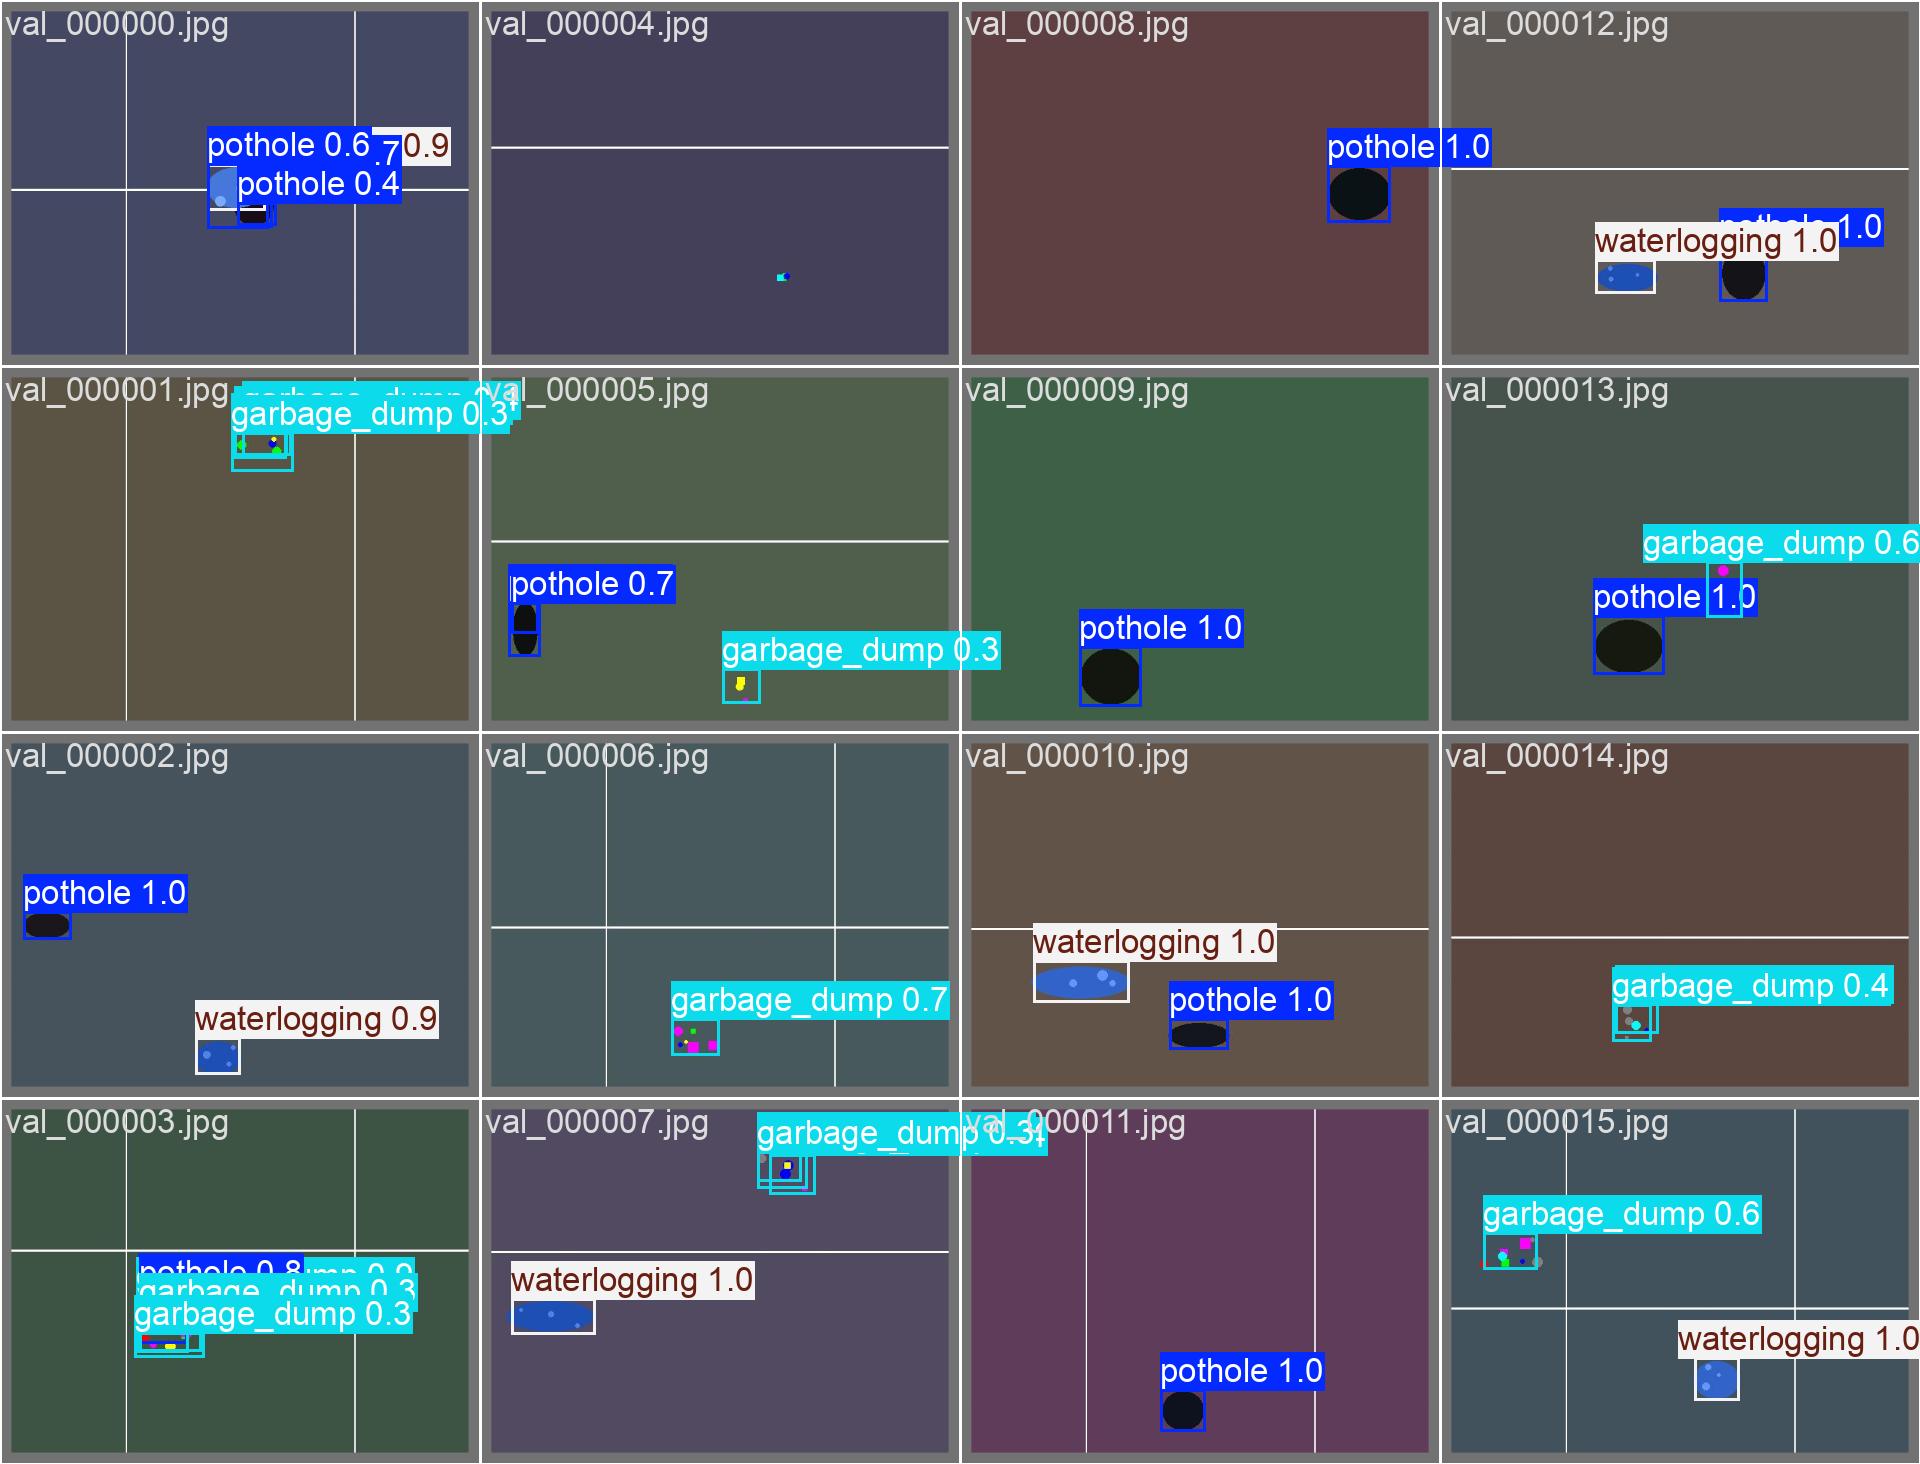 val_000000.jpg
pothole 0.6
.7
0.9
pothole 0.4
val_000004.jpg
val_000008.jpg
pothole 1.0
val_000012.jpg
pothole 1.0
waterlogging 1.0
val_000001.jpg
garbage_dump
garbage_dump 0.3
val_000005.jpg
pothole 0.7
garbage_dump 0.3
val_000009.jpg
pothole 1.0
val_000013.jpg
garbage_dump 0.6
pothole 1.0
val_000002.jpg
pothole 1.0
waterlogging 0.9
val_000006.jpg
garbage_dump 0.7
val_000010.jpg
waterlogging 1.0
pothole 1.0
val_000014.jpg
garbage_dump 0.4
val_000003.jpg
pothole 0.8
garbage_dump 0.3
garbage_dump 0.3
val_000007.jpg
garbage_dump 0.3
waterlogging 1.0
val_000011.jpg
pothole 1.0
val_000015.jpg
garbage_dump 0.6
waterlogging 1.0